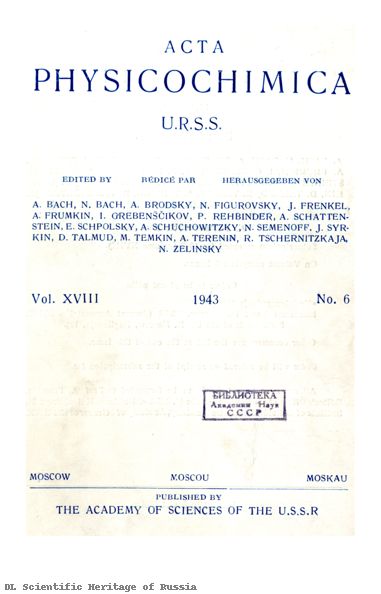 ACTA
PHYSICOCHIMICA
U.R.S.S.
EDITED BY RÉDICÉ PAR HERAUSGEGEBEN VON
A. BACH, N. BACH, A. BRODSKY, N. FIGUROVSKY, J. FRENKEL,
A. FRUMKIN, I. GREBENŠČIKOV, P. REHBINDER, A. SCHATTEN-
STEIN, E. SCHPOLSKY, A. SCHUCHOWITZKY, N. SEMENOFF, J. SYR-
KIN, D. TALMUD, M. TEMKIN, A. TERENIN, R. TSCHERNITZKAJA,
N. ZELINSKY
Vol. XVIII 1943 No. 6
БИБЛИОТЕКА
Академии Наук
СССР
MOSCOW MOSCOU MOSKAU
PUBLISHED BY
THE ACADEMY OF SCIENCES OF THE U.S.S.R
DL Scientific Heritage of Russia